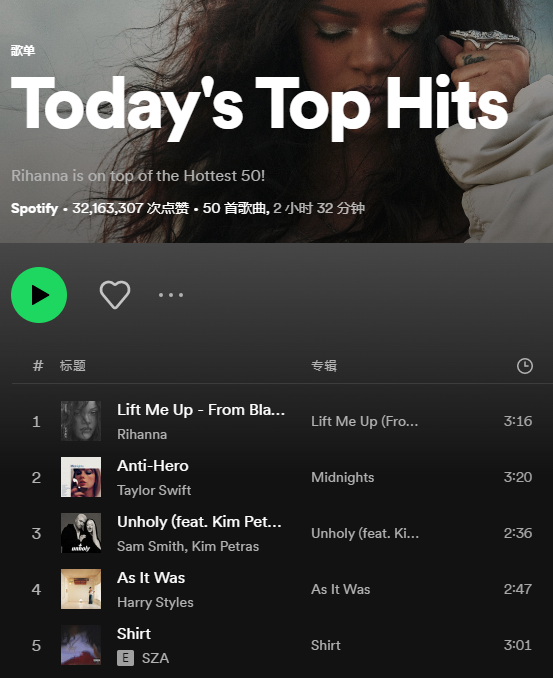 歌单
Today's Top Hits
Rihanna is on top of the Hottest 50!
Spotify • 32,163,307 次点赞 • 50 首歌曲, 2 小时 32 分钟
# 标题 专辑
1 Lift Me Up - From Bla... Lift Me Up (Fro... 3:16
Rihanna
2 Anti-Hero Midnights 3:20
Taylor Swift
3 Unholy (feat. Kim Pet... Unholy (feat. Ki... 2:36
Sam Smith, Kim Petras
unholy
4 As It Was As It Was 2:47
Harry Styles
5 Shirt Shirt 3:01
E SZA